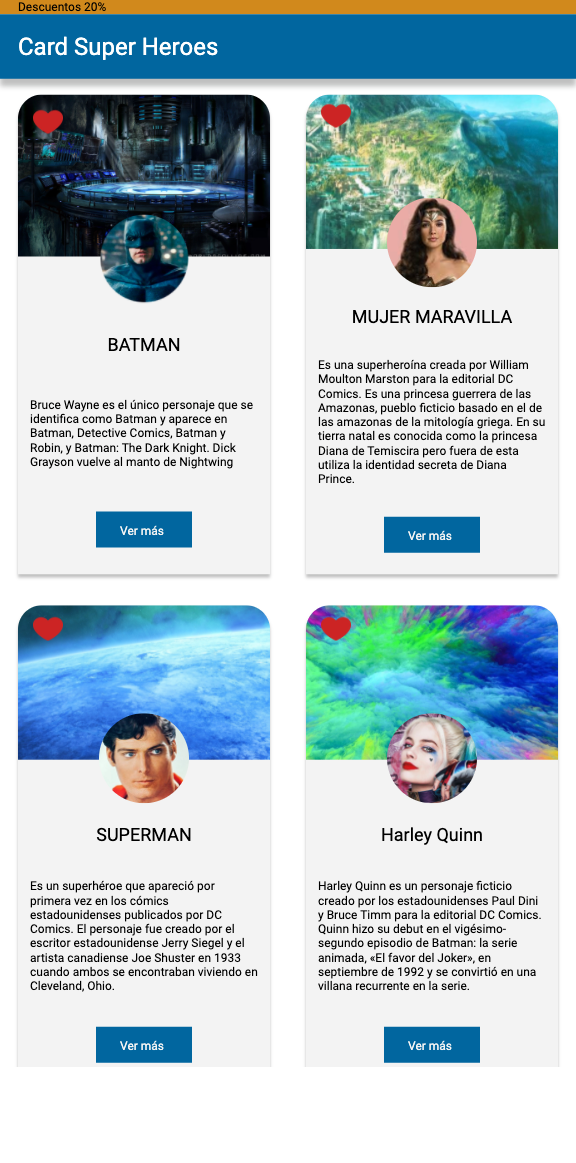 Descuentos 20%
Card Super Heroes
BATMAN
Bruce Wayne es el único personaje que se
identifica como Batman y aparece en
Batman, Detective Comics, Batman y
Robin, y Batman: The Dark Knight. Dick
Grayson vuelve al manto de Nightwing
Ver más
MUJER MARAVILLA
Es una superheroína creada por William
Moulton Marston para la editorial DC
Comics. Es una princesa guerrera de las
Amazonas, pueblo ficticio basado en el de
las amazonas de la mitología griega. En su
tierra natal es conocida como la princesa
Diana de Temiscira pero fuera de esta
utiliza la identidad secreta de Diana
Prince.
Ver más
SUPERMAN
Es un superhéroe que apareció por
primera vez en los cómics
estadounidenses publicados por DC
Comics. El personaje fue creado por el
escritor estadounidense Jerry Siegel y el
artista canadiense Joe Shuster en 1933
cuando ambos se encontraban viviendo en
Cleveland, Ohio.
Ver más
Harley Quinn
Harley Quinn es un personaje ficticio
creado por los estadounidenses Paul Dini
y Bruce Timm para la editorial DC Comics.
Quinn hizo su debut en el vigésimo-
segundo episodio de Batman: la serie
animada, «El favor del Joker», en
septiembre de 1992 y se convirtió en una
villana recurrente en la serie.
Ver más